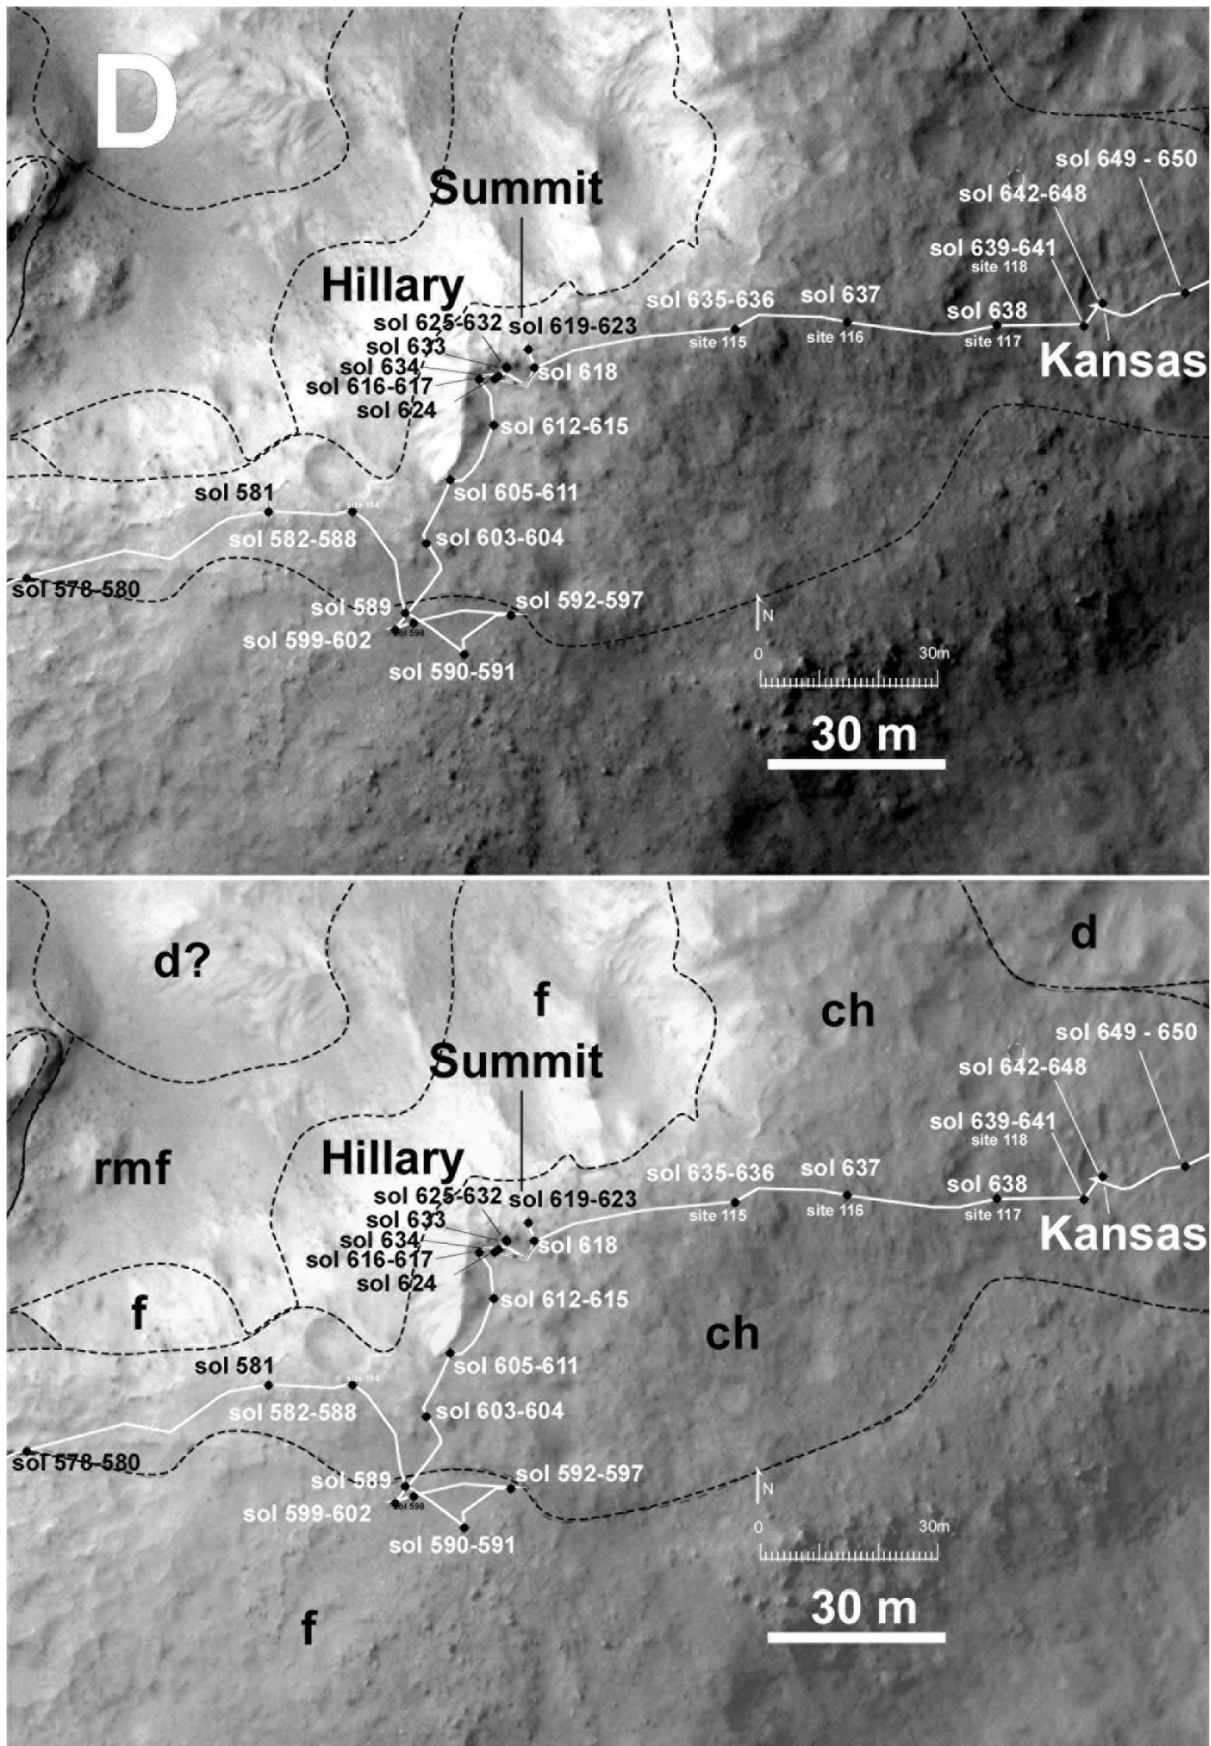 D
sol 649 - 650
Summit
sol 642-648
sol 639-641
site 118
Hillary
sol 635-636
sol 637
sol 638
site 115
site 116
site 117
sol 625-632
sol 619-623
sol 633
sol 634
sol 618
Kansas
sol 616-617
sol 624
sol 612-615
sol 581
sol 605-611
site 114
sol 582-588
sol 603-604
sol 578-580
sol 589
sol 592-597
sol 599-602
sol 598
N
sol 590-591
0
30m
30 m
d?
d
f
ch
sol 649 - 650
Summit
sol 642-648
sol 639-641
site 118
rmf
Hillary
sol 635-636
sol 637
sol 638
site 115
site 116
site 117
sol 625-632
sol 619-623
sol 633
sol 634
sol 618
Kansas
sol 616-617
sol 624
f
sol 612-615
ch
sol 581
sol 605-611
site 114
sol 582-588
sol 603-604
sol 578-580
sol 589
sol 592-597
sol 599-602
sol 598
N
sol 590-591
0
30m
30 m
f